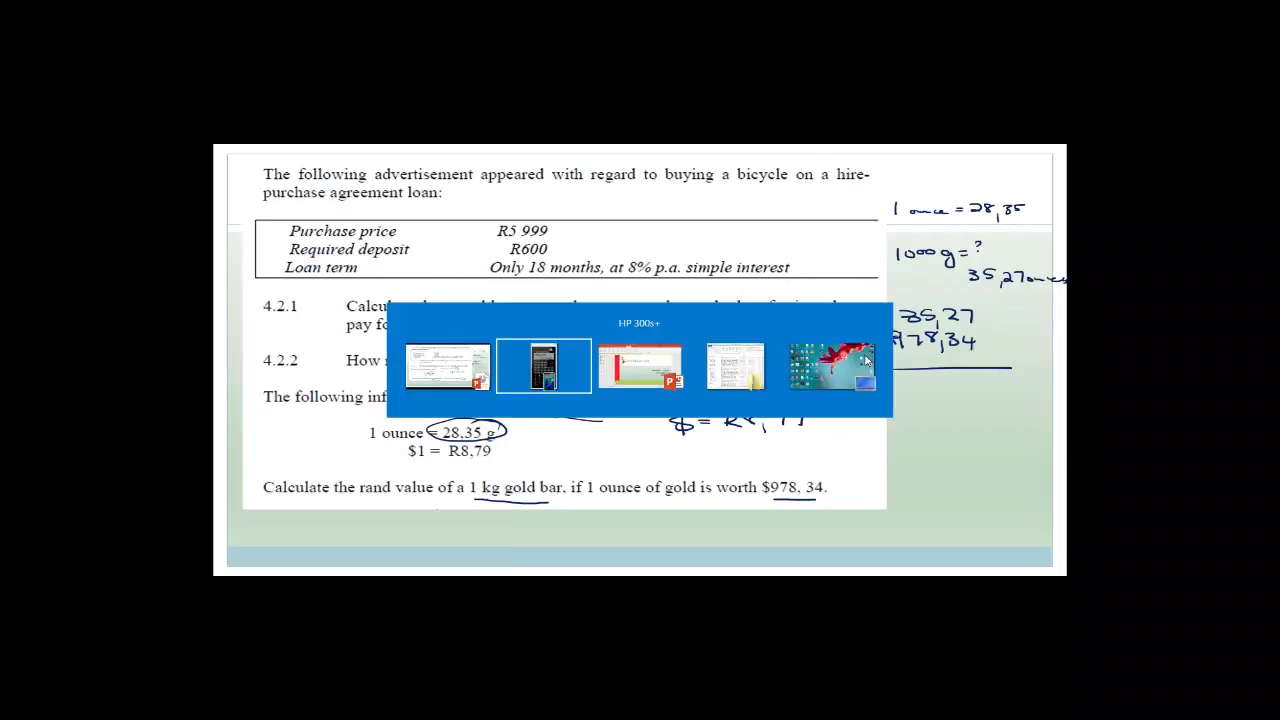 The following advertisement appeared with regard to buying a bicycle on a hire-
purchase agreement loan:
Purchase price R5 999
Required deposit R600
Loan term Only 18 months, at 8% p.a. simple interest
4.2.1
pay
4.2.2 How
The following
HP 300s+
1 ounce = 28,35 g
$1 = R8,79
Calculate the rand value of a 1 kg gold bar, if 1 ounce of gold is worth $978, 34.
1 ounce = 28,35
1000 g = ?
35,27 ounces
35,27
978,34
$ = R8,